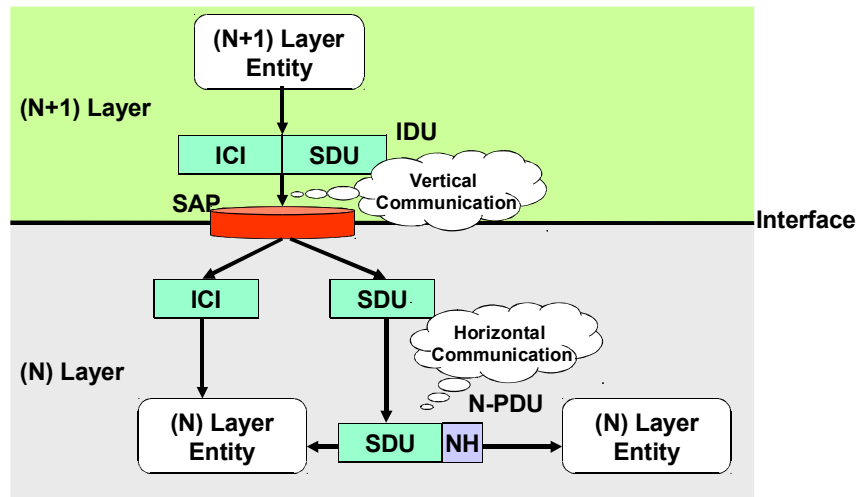 (N+1) Layer
Entity
(N+1) Layer
IDU
ICI
SDU
Vertical
Communication
SAP
Interface
ICI
SDU
Horizontal
Communication
(N) Layer
N-PDU
(N) Layer
Entity
SDU
NH
(N) Layer
Entity